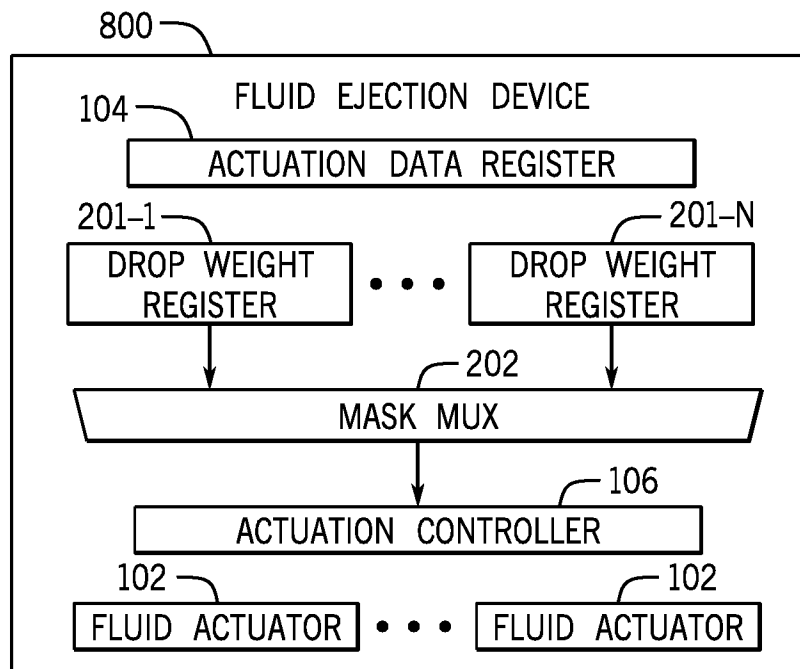 800
FLUID EJECTION DEVICE
104
ACTUATION DATA REGISTER
201–1
201–N
DROP WEIGHT
REGISTER
DROP WEIGHT
REGISTER
202
MASK MUX
106
ACTUATION CONTROLLER
102
102
FLUID ACTUATOR
FLUID ACTUATOR